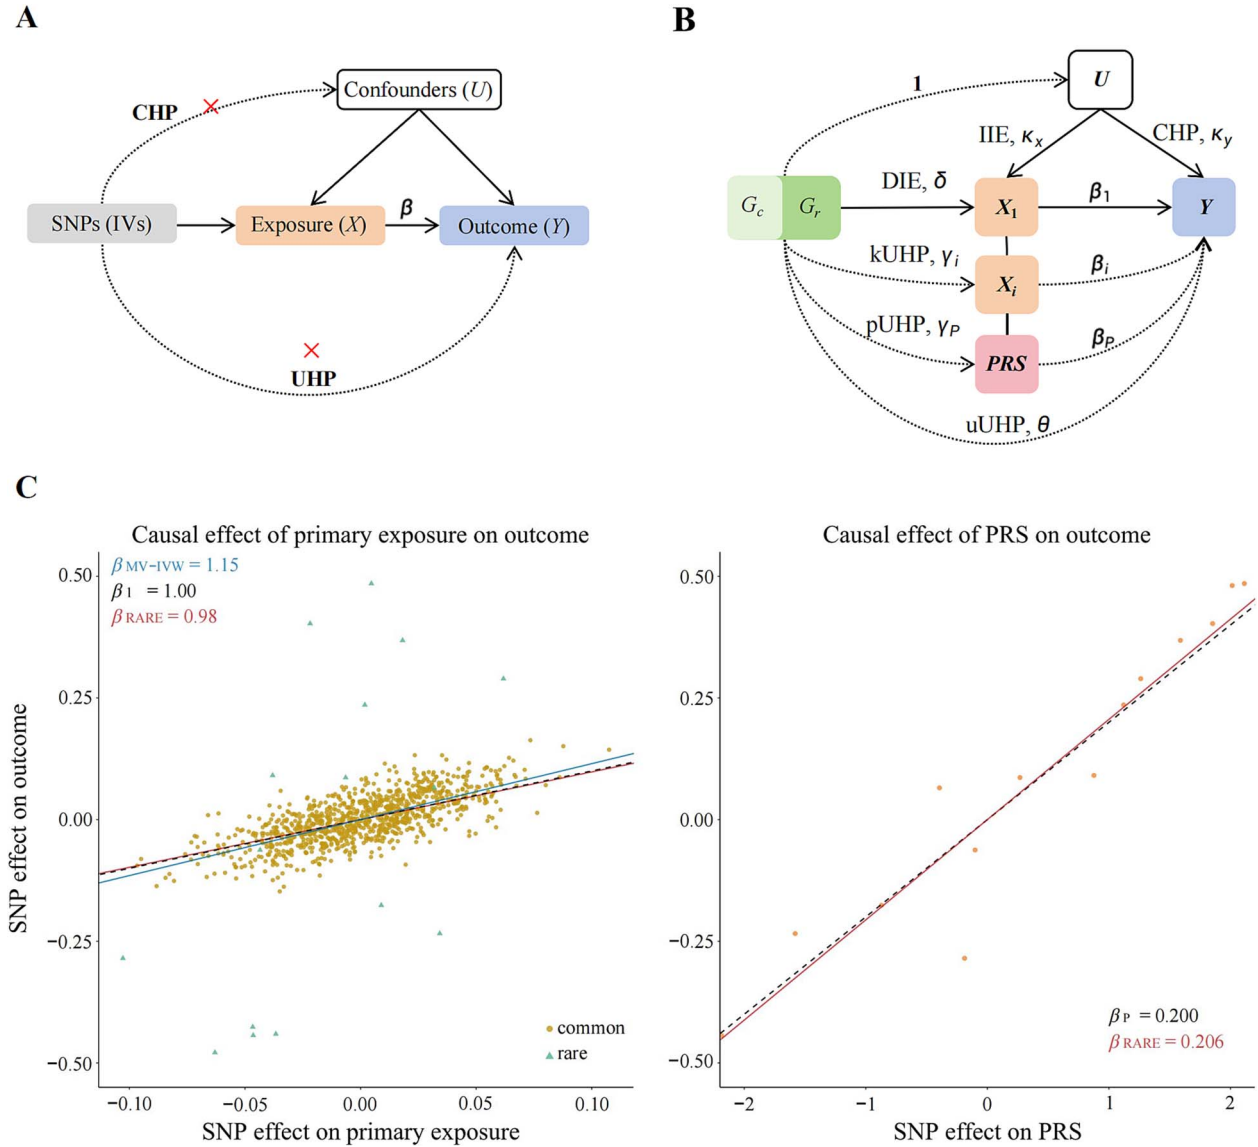 A
Confounders (U)
CHP
SNPs (IVs)
Exposure (X)
β
Outcome (Y)
UHP
B
1
U
IIE, κx
CHP, κy
Gc
Gr
DIE, δ
X1
β1
Y
kUHP, γi
Xi
βi
pUHP, γP
PRS
βP
uUHP, θ
C
Causal effect of primary exposure on outcome
β MV−IVW = 1.15
β 1 = 1.00
β RARE = 0.98
SNP effect on outcome
0.50
0.25
0.00
−0.25
−0.50
common
rare
−0.10
−0.05
0.00
0.05
0.10
SNP effect on primary exposure
Causal effect of PRS on outcome
0.50
0.25
0.00
−0.25
−0.50
β P = 0.200
β RARE = 0.206
−2
−1
0
1
2
SNP effect on PRS